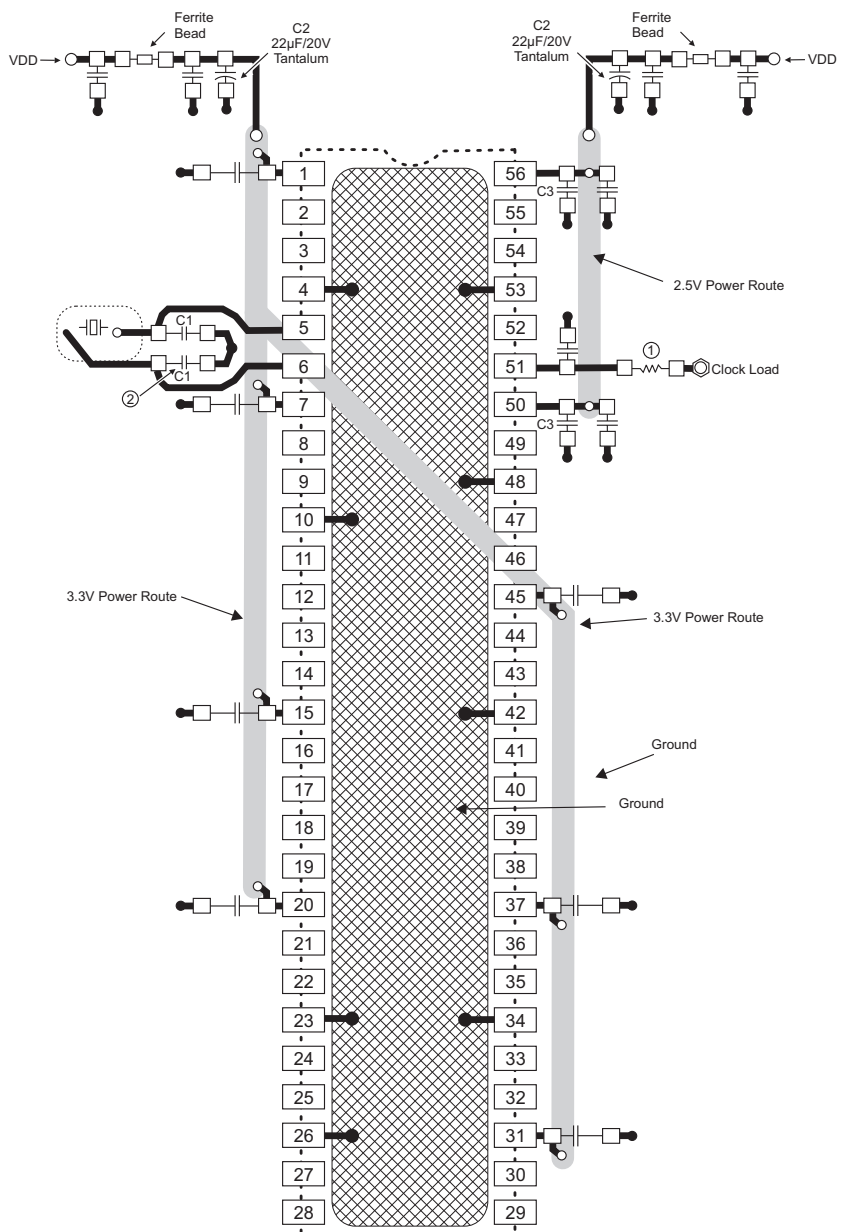 Ferrite
Bead
C2
22µF/20V
Tantalum
VDD
C2
22µF/20V
Tantalum
Ferrite
Bead
VDD
1
2
3
4
5
6
7
8
9
10
11
12
13
14
15
16
17
18
19
20
21
22
23
24
25
26
27
28
C1
C1
②
3.3V Power Route
56
55
54
53
52
51
50
49
48
47
46
45
44
43
42
41
40
39
38
37
36
35
34
33
32
31
30
29
C3
2.5V Power Route
①
Clock Load
C3
3.3V Power Route
Ground
Ground